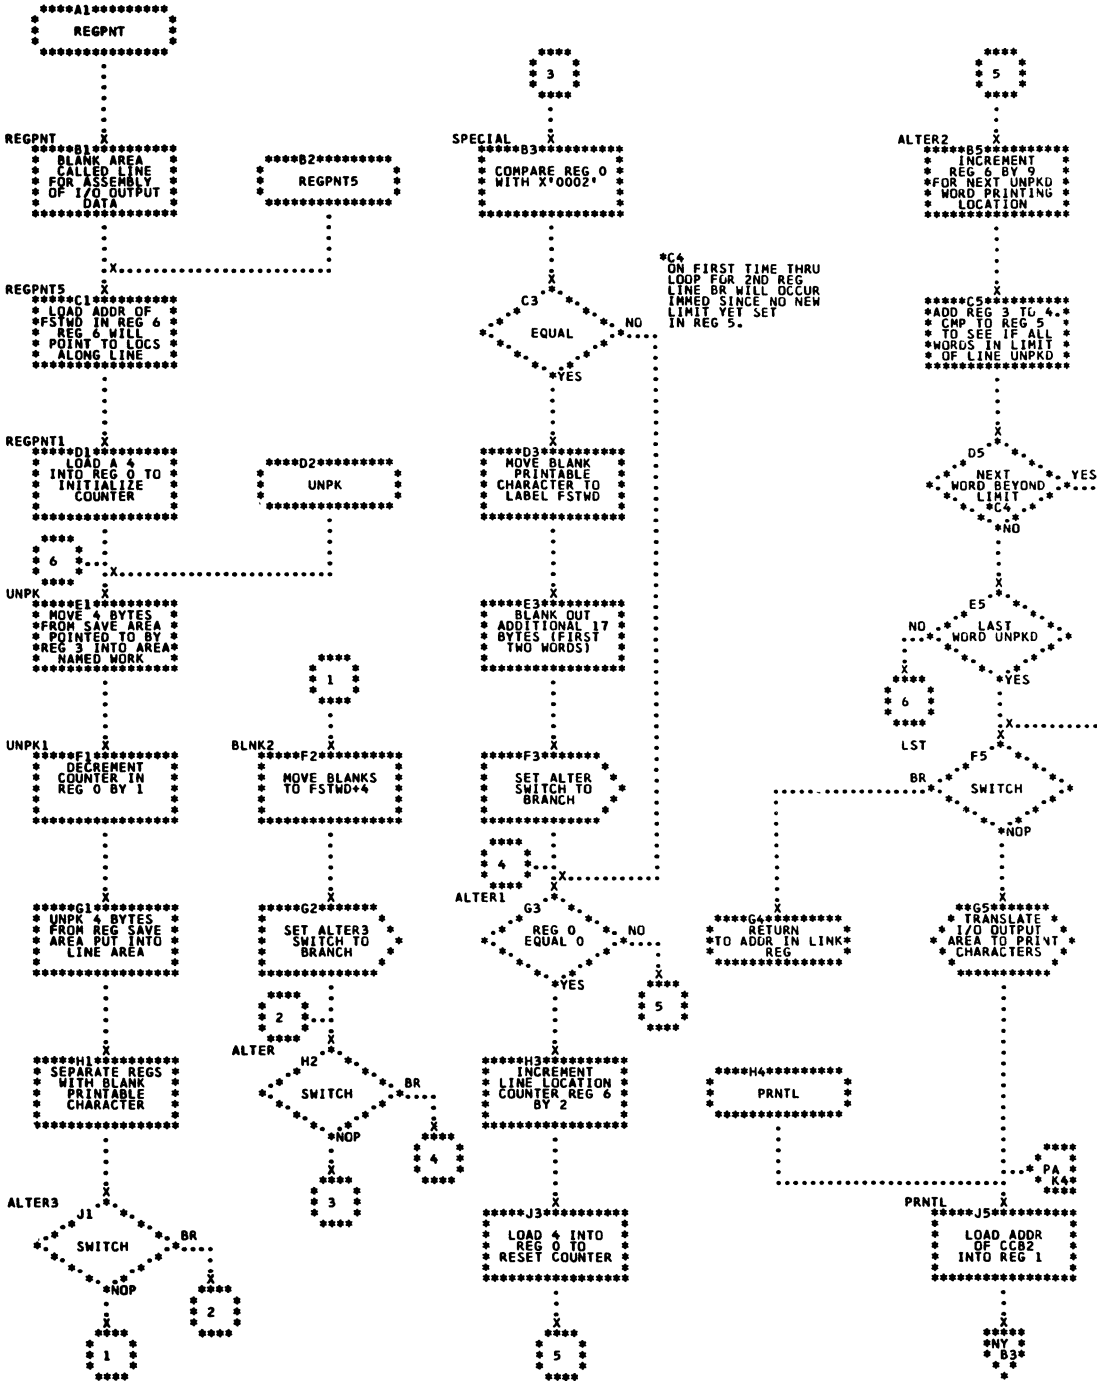 A1
REGPNT
REGPNT
B1
BLANK AREA
CALLED LINE
FOR ASSEMBLY
OF I/O OUTPUT
DATA
B2
REGPNT5
X
REGPNT5
C1
LOAD ADDR OF
FSTWD IN REG 6
REG 6 WILL
POINT TO LOCS
ALONG LINE
REGPNT1
D1
LOAD A 4
INTO REG 0 TO
INITIALIZE
COUNTER
D2
UNPK
6
X
UNPK
E1
MOVE 4 BYTES
FROM SAVE AREA
POINTED TO BY
REG 3 INTO AREA
NAMED WORK
UNPK1
F1
DECREMENT
COUNTER IN
REG 0 BY 1
G1
UNPK 4 BYTES
FROM REG SAVE
AREA PUT INTO
LINE AREA
H1
SEPARATE REGS
WITH BLANK
PRINTABLE
CHARACTER
ALTER3
J1
SWITCH
BR
NOP
2
1
1
BLNK2
F2
MOVE BLANKS
TO FSTWD+4
G2
SET ALTER3
SWITCH TO
BRANCH
2
ALTER
H2
SWITCH
BR
NOP
4
3
3
SPECIAL
B3
COMPARE REG 0
WITH X'0002'
C3
EQUAL
NO
YES
*C4
ON FIRST TIME THRU
LOOP FOR 2ND REG
LINE BR WILL OCCUR
IMMED SINCE NO NEW
LIMIT YET SET
IN REG 5.
D3
MOVE BLANK
PRINTABLE
CHARACTER TO
LABEL FSTWD
E3
BLANK OUT
ADDITIONAL 17
BYTES (FIRST
TWO WORDS)
F3
SET ALTER
SWITCH TO
BRANCH
4
X
ALTER1
G3
REG 0
EQUAL 0
NO
YES
5
H3
INCREMENT
LINE LOCATION
COUNTER REG 6
BY 2
J3
LOAD 4 INTO
REG 0 TO
RESET COUNTER
5
G4
RETURN
TO ADDR IN LINK
REG
H4
PRNTL
5
ALTER2
B5
INCREMENT
REG 6 BY 9
FOR NEXT UNPKD
WORD PRINTING
LOCATION
C5
ADD REG 3 TO 4.
CMP TO REG 5
TO SEE IF ALL
WORDS IN LIMIT
OF LINE UNPKD
D5
NEXT
WORD BEYOND
LIMIT
*C4
YES
NO
E5
LAST
WORD UNPKD
NO
YES
6
X
LST
F5
SWITCH
BR
NOP
G5
TRANSLATE
I/O OUTPUT
AREA TO PRINT
CHARACTERS
PA
K4
PRNTL
J5
LOAD ADDR
OF CCB2
INTO REG 1
NY
B3